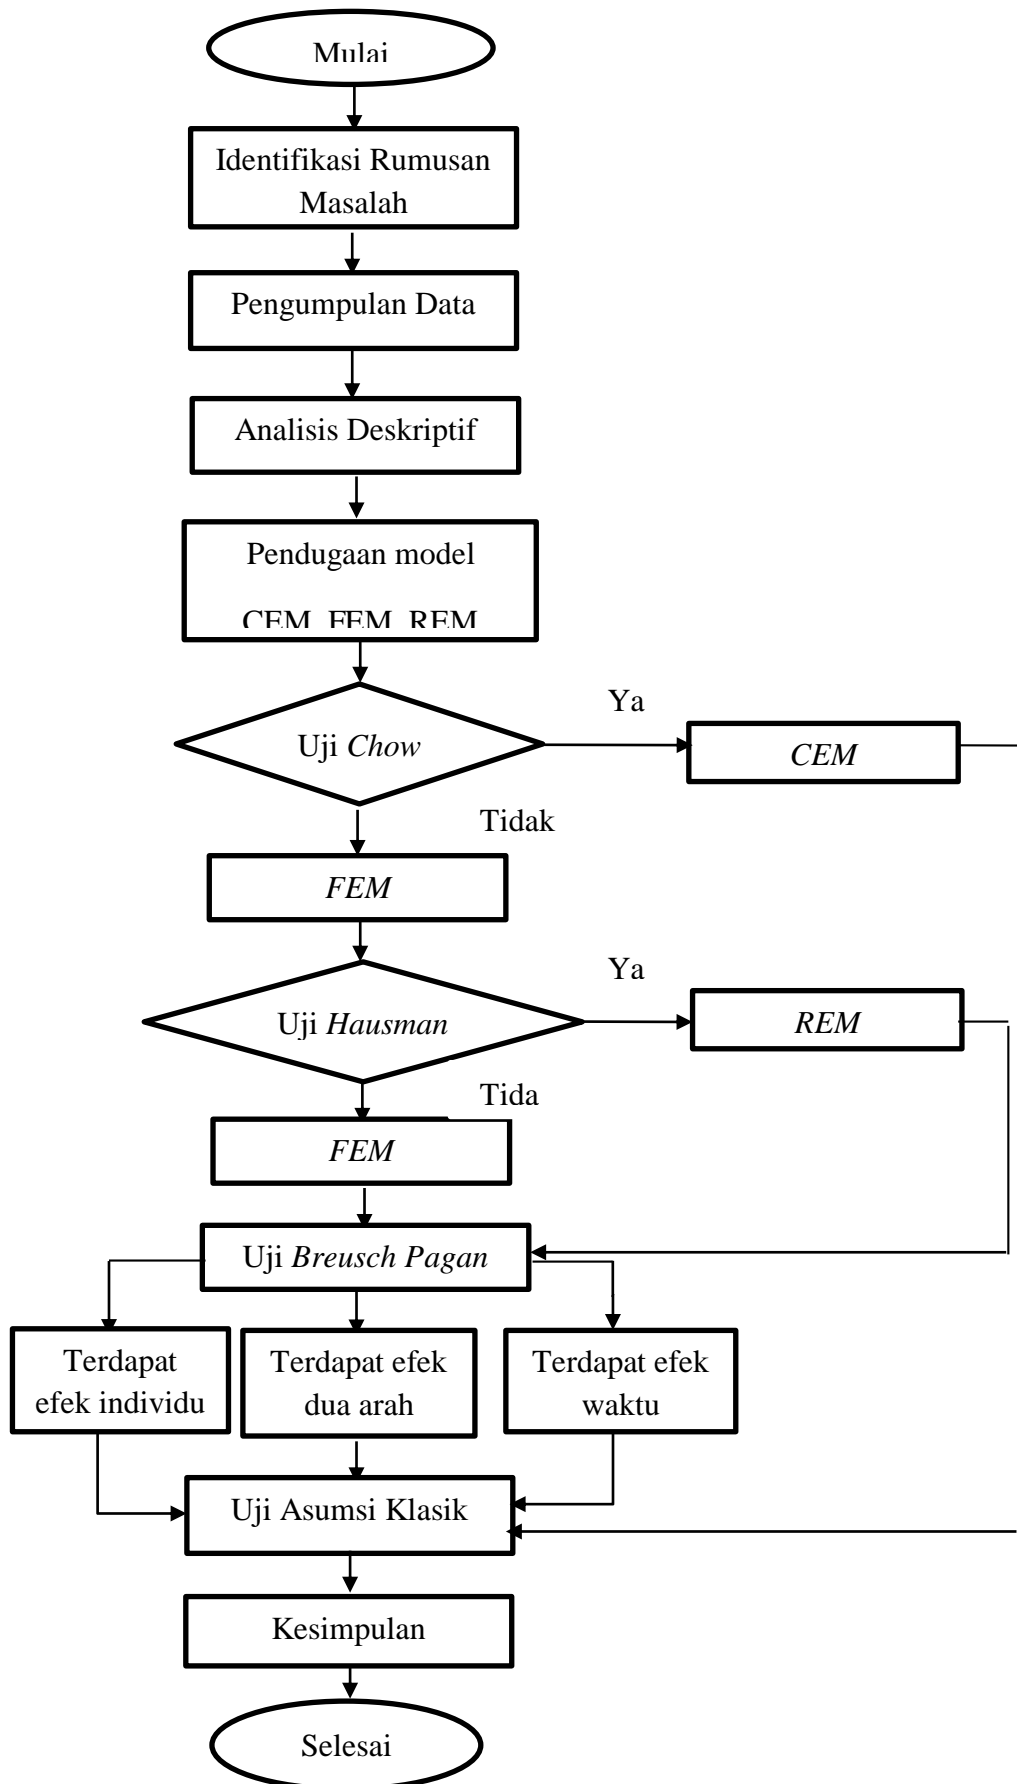 Mulai
Identifikasi Rumusan
Masalah
Pengumpulan Data
Analisis Deskriptif
Pendugaan model
CEM, FEM, REM
Uji Chow
Ya
CEM
Tidak
FEM
Uji Hausman
Ya
REM
Tida
FEM
Uji Breusch Pagan
Terdapat
efek individu
Terdapat efek
dua arah
Terdapat efek
waktu
Uji Asumsi Klasik
Kesimpulan
Selesai